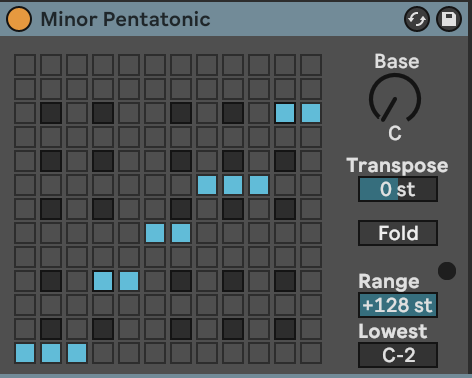 Minor Pentatonic
Base
C
Transpose
0 st
Fold
Range
+128 st
Lowest
C-2